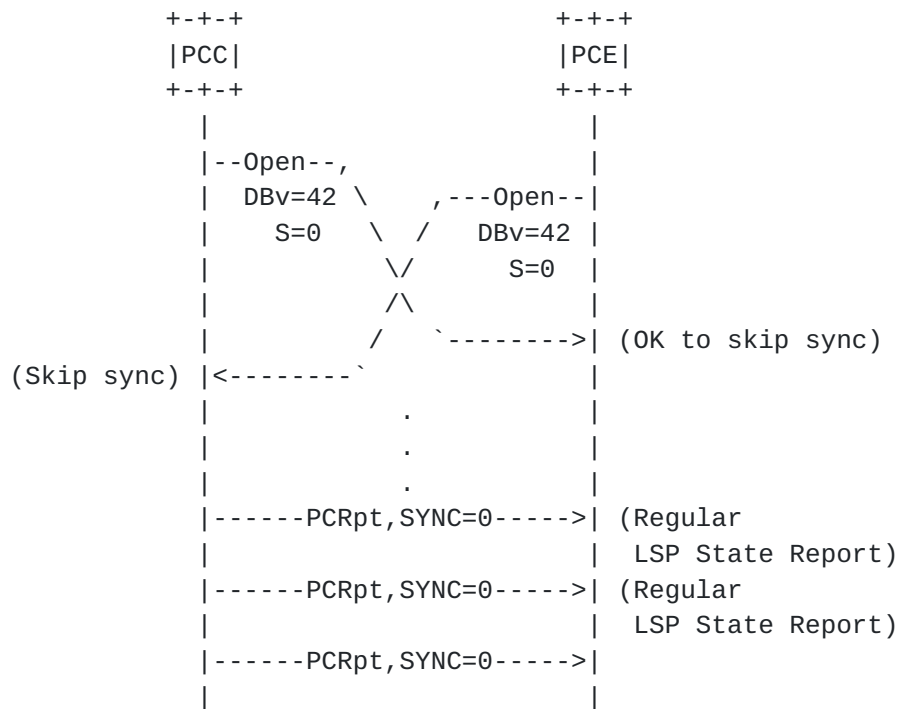 +-+-+                    +-+-+
|PCC|                    |PCE|
+-+-+                    +-+-+
|                        |
|--Open--,               |
|  DBv=42 \    ,---Open--|
|    S=0   \  /   DBv=42 |
|           \/      S=0  |
|           /\           |
|          /   `-------->| (OK to skip sync)
(Skip sync) |<--------`              |
|            .           |
|            .           |
|            .           |
|------PCRpt,SYNC=0----->| (Regular
|                        |  LSP State Report)
|------PCRpt,SYNC=0----->| (Regular
|                        |  LSP State Report)
|------PCRpt,SYNC=0----->|
|                        |